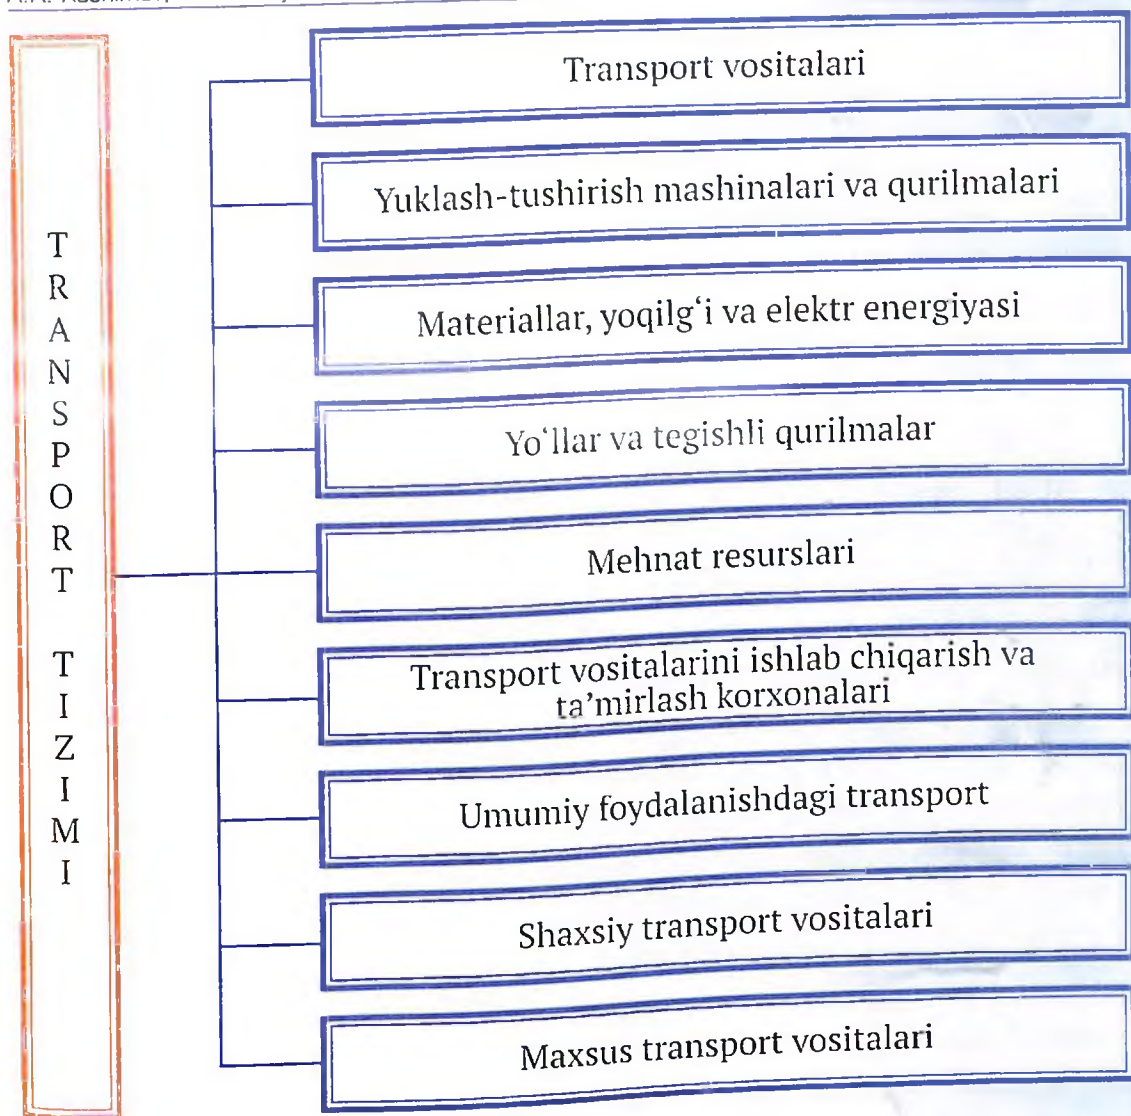 TRANSPORT TIZIMI
Transport vositalari
Yuklash-tushirish mashinalari va qurilmalari
Materiallar, yoqilg‘i va elektr energiyasi
Yo‘llar va tegishli qurilmalar
Mehnat resurslari
Transport vositalarini ishlab chiqarish va
ta’mirlash korxonalari
Umumiy foydalanishdagi transport
Shaxsiy transport vositalari
Maxsus transport vositalari